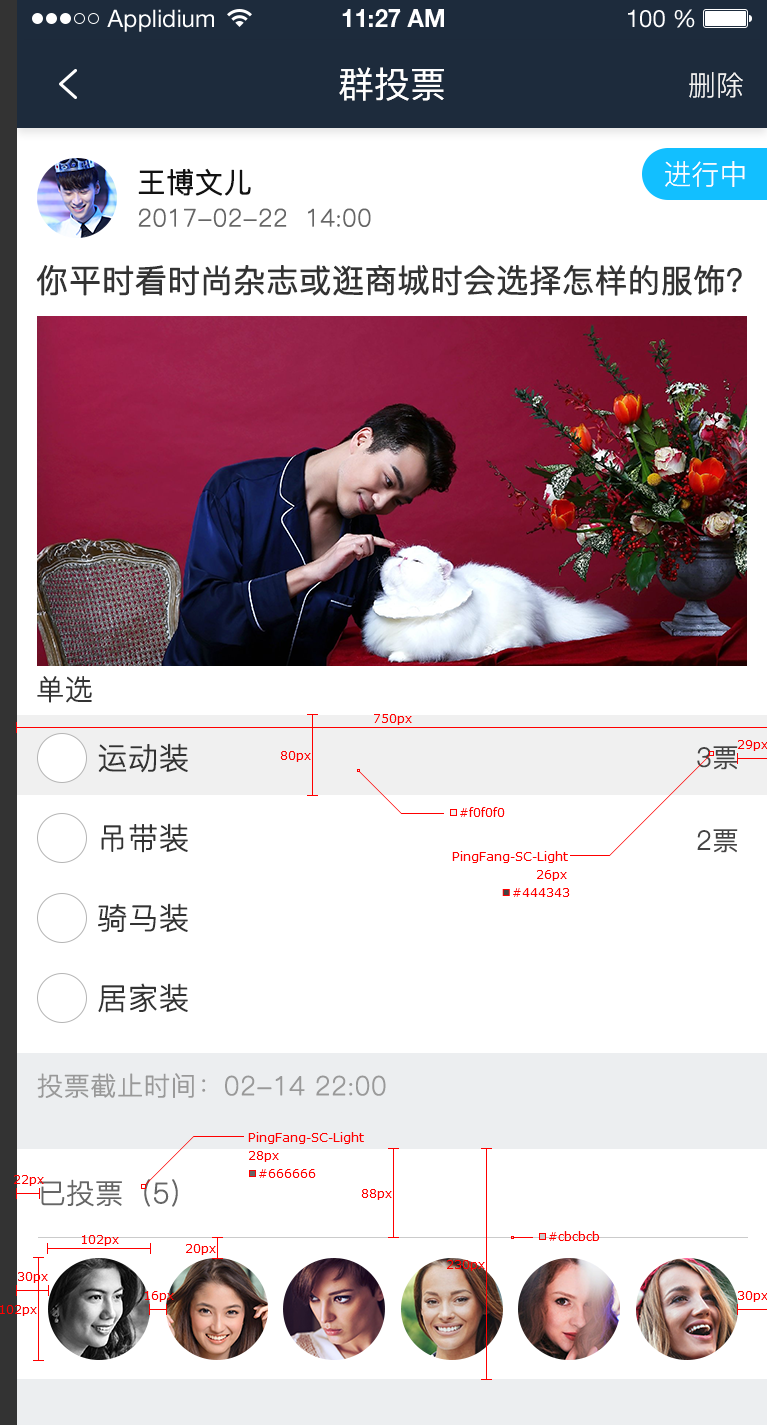 ●●●○○ Applidium 11:27 AM 100 %
群投票 删除
进行中
王博文儿
2017-02-22 14:00
你平时看时尚杂志或逛商城时会选择怎样的服饰?
单选
750px
29px
运动装 80px 3票
#f0f0f0
吊带装 2票
PingFang-SC-Light
26px
#444343
骑马装
居家装
投票截止时间：02-14 22:00
PingFang-SC-Light
28px
#666666
22px
已投票（5） 88px
#cbcbcb
102px 20px
30px
16px 30px
102px